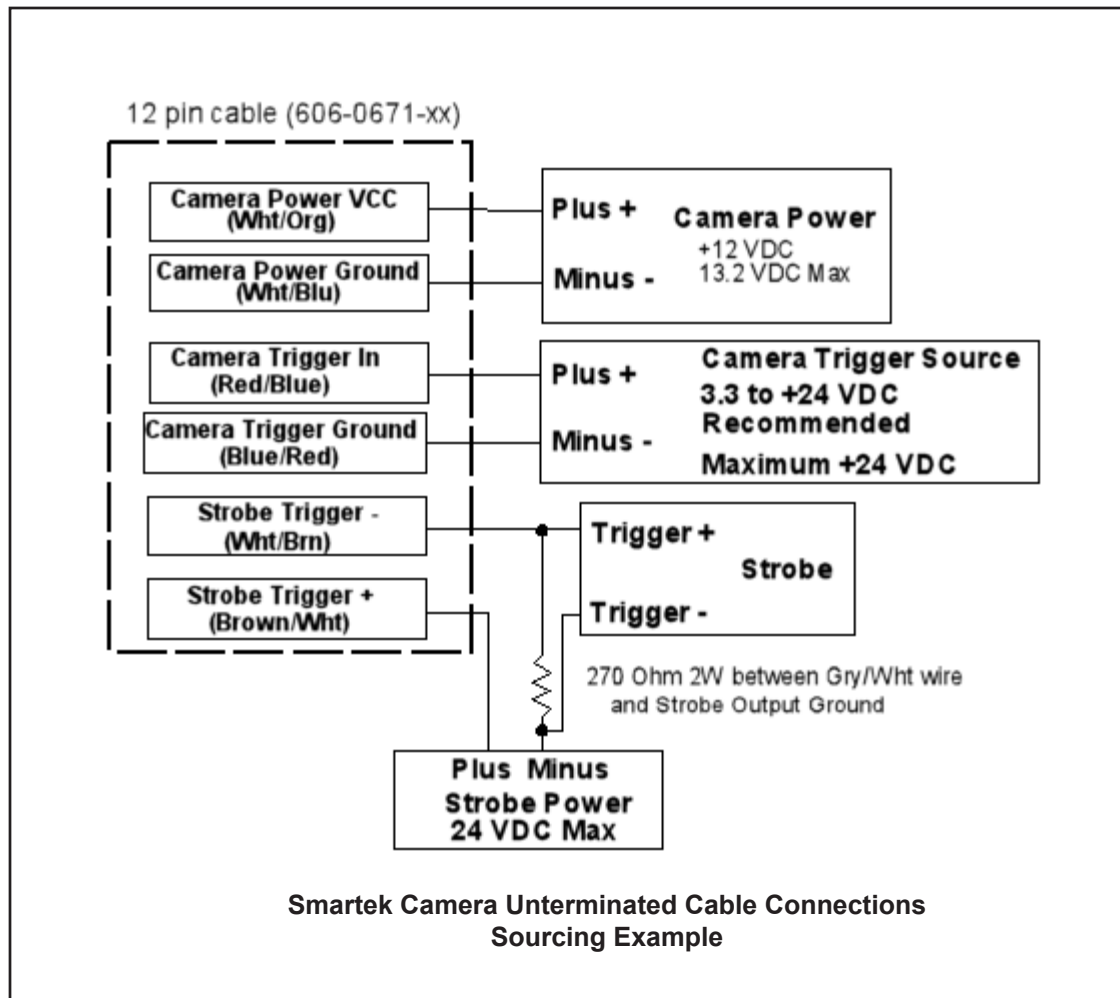 12 pin cable (606-0671-xx)
Camera Power VCC
(Wht/Org)
Camera Power Ground
(Wht/Blu)
Camera Trigger In
(Red/Blue)
Camera Trigger Ground
(Blue/Red)
Strobe Trigger -
(Wht/Brn)
Strobe Trigger +
(Brown/Wht)
Plus +
Camera Power
+12 VDC
13.2 VDC Max
Minus -
Plus +
Camera Trigger Source
3.3 to +24 VDC
Recommended
Minus -
Maximum +24 VDC
Trigger +
Strobe
Trigger -
270 Ohm 2W between Gry/Wht wire
and Strobe Output Ground
Plus Minus
Strobe Power
24 VDC Max
Smartek Camera Unterminated Cable Connections
Sourcing Example